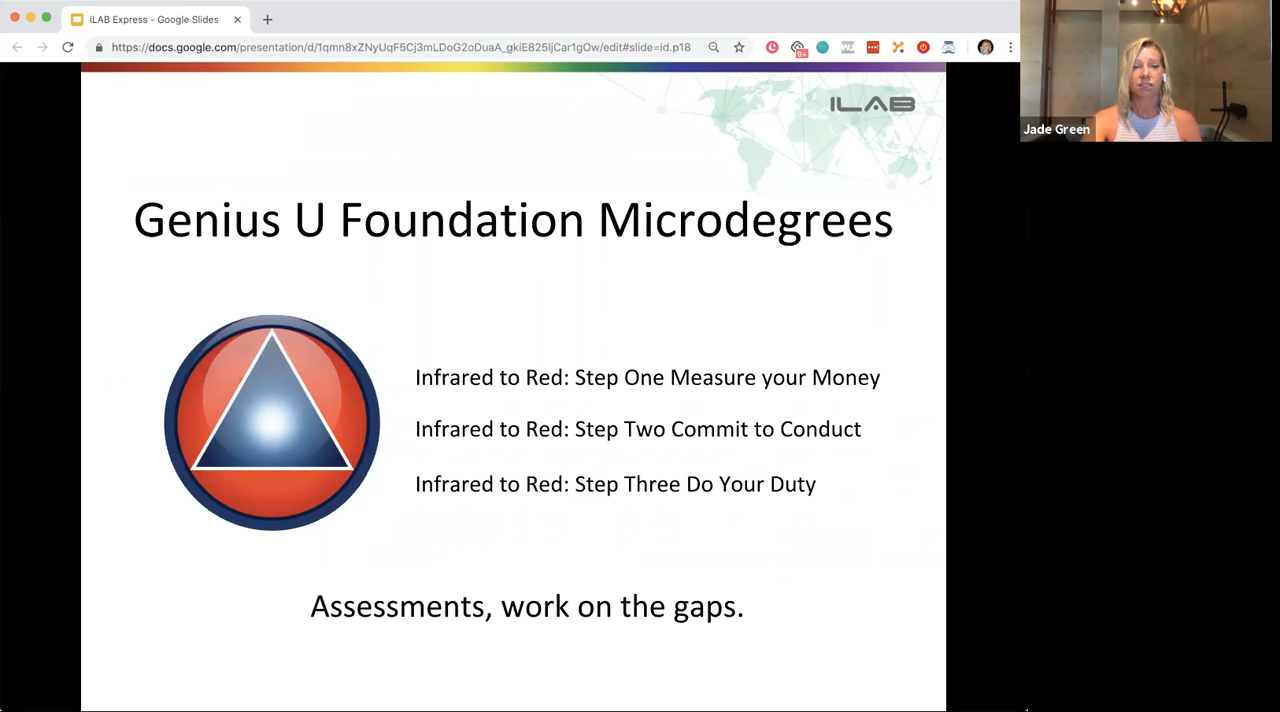 iLAB Express - Google Slides
https://docs.google.com/presentation/d/1qmn8xZNyUqF5Cj3mLDoG2oDuaA_gkiE825IjCar1gOw/edit#slide=id.p18
9+
Jade Green
ILAB
Genius U Foundation Microdegrees
Infrared to Red: Step One Measure your Money
Infrared to Red: Step Two Commit to Conduct
Infrared to Red: Step Three Do Your Duty
Assessments, work on the gaps.